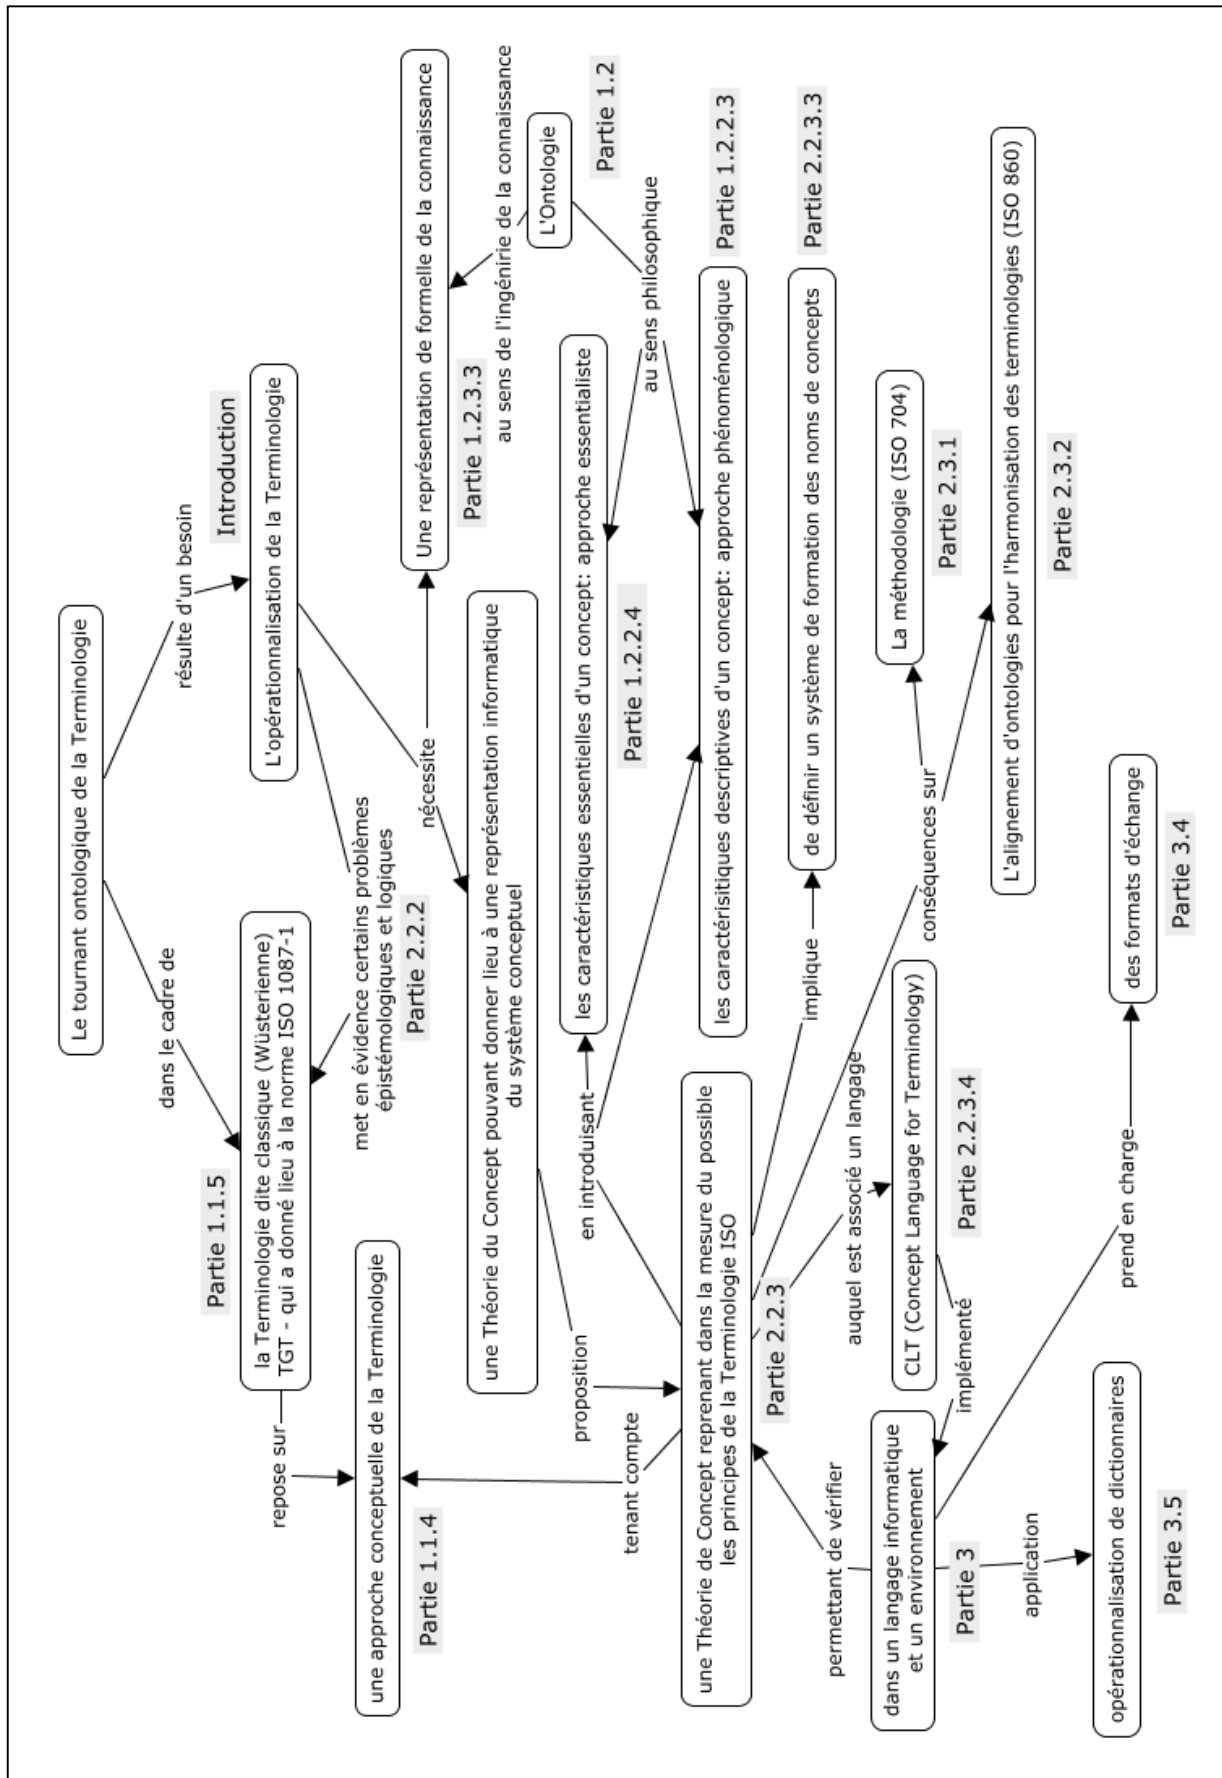 Le tournant ontologique de la Terminologie
dans le cadre de
résulte d'un besoin
Partie 1.1.5
Introduction
la Terminologie dite classique (Wüsterienne)
TGT - qui a donné lieu à la norme ISO 1087-1
L'opérationnalisation de la Terminologie
repose sur
met en évidence certains problèmes
épistémologiques et logiques
Partie 2.2.2
nécessite
une approche conceptuelle de la Terminologie
Partie 1.1.4
Une représentation de formelle de la connaissance
Partie 1.2.3.3
au sens de l'ingénirie de la connaissance
une Théorie du Concept pouvant donner lieu à une représentation informatique
du système conceptuel
L'Ontologie
Partie 1.2
proposition
tenant compte
en introduisant
les caractéristiques essentielles d'un concept: approche essentialiste
Partie 1.2.2.4
au sens philosophique
une Théorie de Concept reprenant dans la mesure du possible
les principes de la Terminologie ISO
Partie 2.2.3
les caractérisitiques descriptives d'un concept: approche phénoménologique
Partie 1.2.2.3
implique
de définir un système de formation des noms de concepts
Partie 2.2.3.3
permettant de vérifier
auquel est associé un langage
conséquences sur
dans un langage informatique
et un environnement
Partie 3
CLT (Concept Language for Terminology)
Partie 2.2.3.4
implémenté
La méthodologie (ISO 704)
Partie 2.3.1
L'alignement d'ontologies pour l'harmonisation des terminologies (ISO 860)
Partie 2.3.2
application
prend en charge
opérationnalisation de dictionnaires
Partie 3.5
des formats d'échange
Partie 3.4